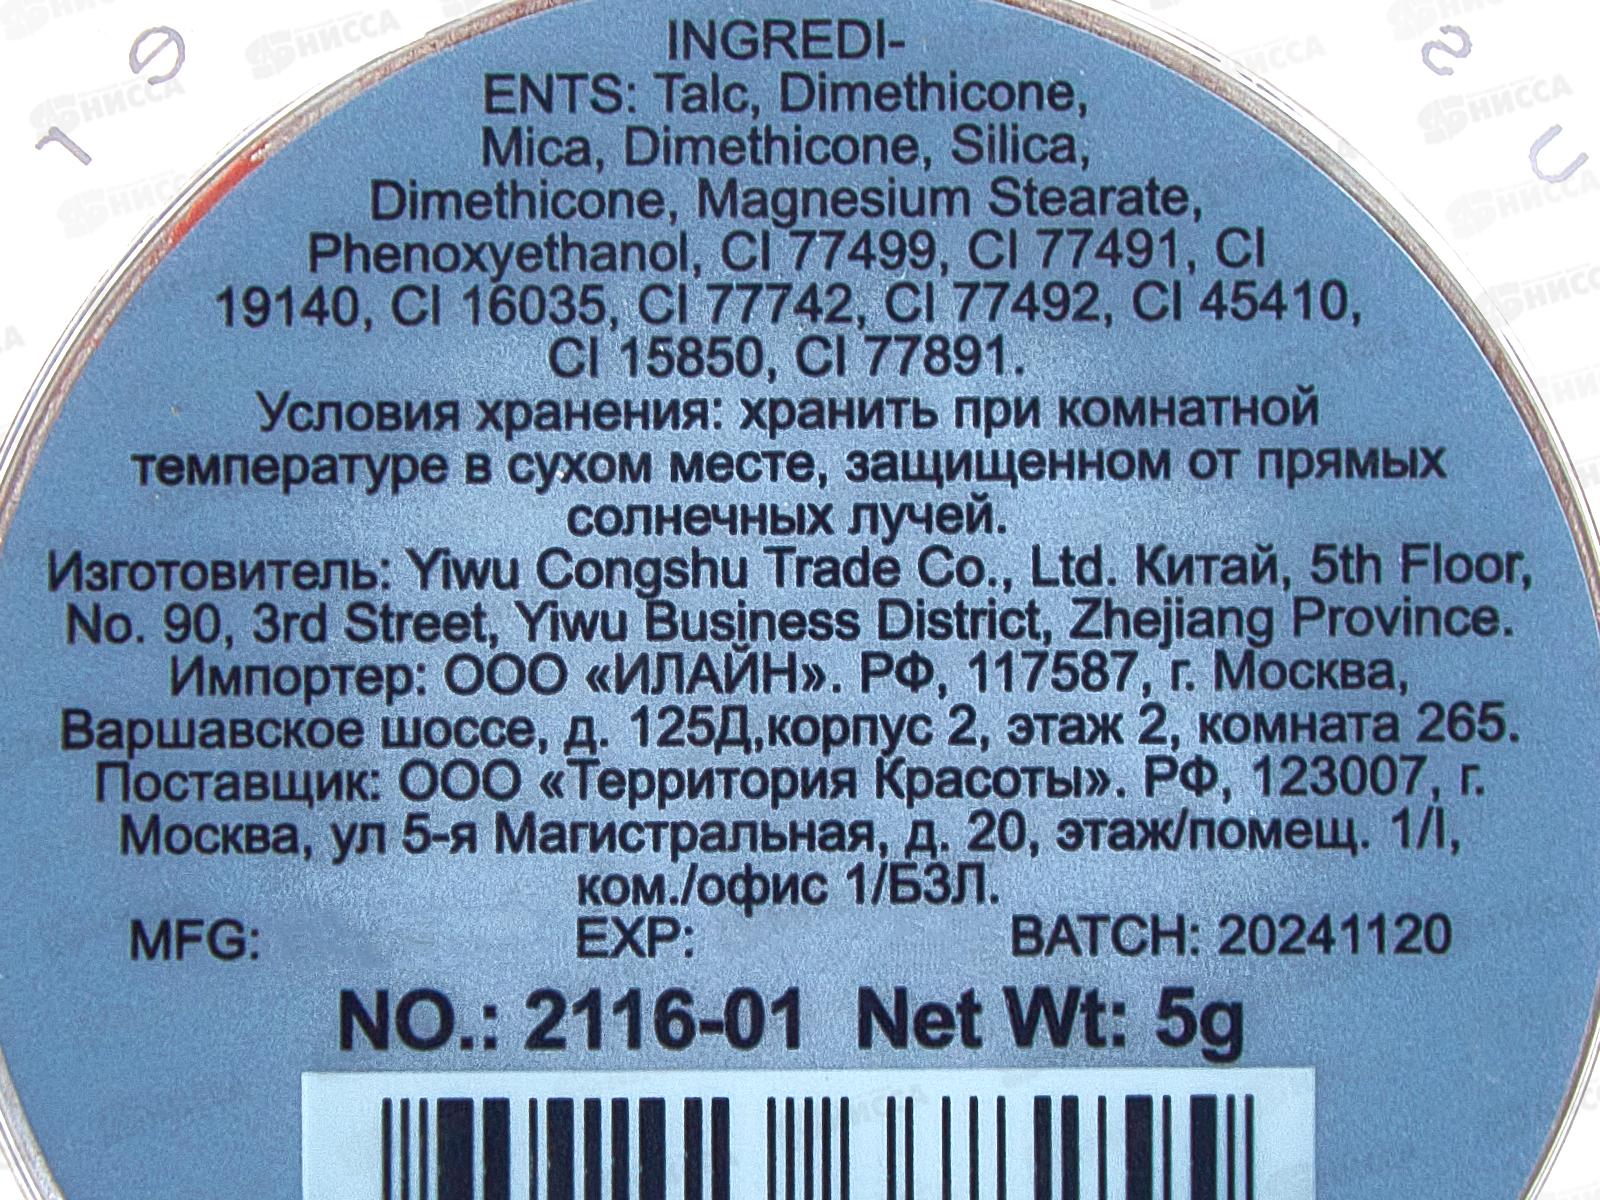 INGREDI-
ENTS: Talc, Dimethicone,
Mica, Dimethicone, Silica,
Dimethicone, Magnesium Stearate,
Phenoxyethanol, CI 77499, CI 77491, CI
19140, CI 16035, CI 77742, CI 77492, CI 45410,
CI 15850, CI 77891.
Условия хранения: хранить при комнатной
температуре в сухом месте, защищенном от прямых
солнечных лучей.
Изготовитель: Yiwu Congshu Trade Co., Ltd. Китай, 5th Floor,
No. 90, 3rd Street, Yiwu Business District, Zhejiang Province.
Импортер: ООО «ИЛАЙН». РФ, 117587, г. Москва,
Варшавское шоссе, д. 125Д,корпус 2, этаж 2, комната 265.
Поставщик: ООО «Территория Красоты». РФ, 123007, г.
Москва, ул 5-я Магистральная, д. 20, этаж/помещ. 1/I,
ком./офис 1/БЗЛ.
MFG: EXP: BATCH: 20241120
NO.: 2116-01 Net Wt: 5g
НИССА